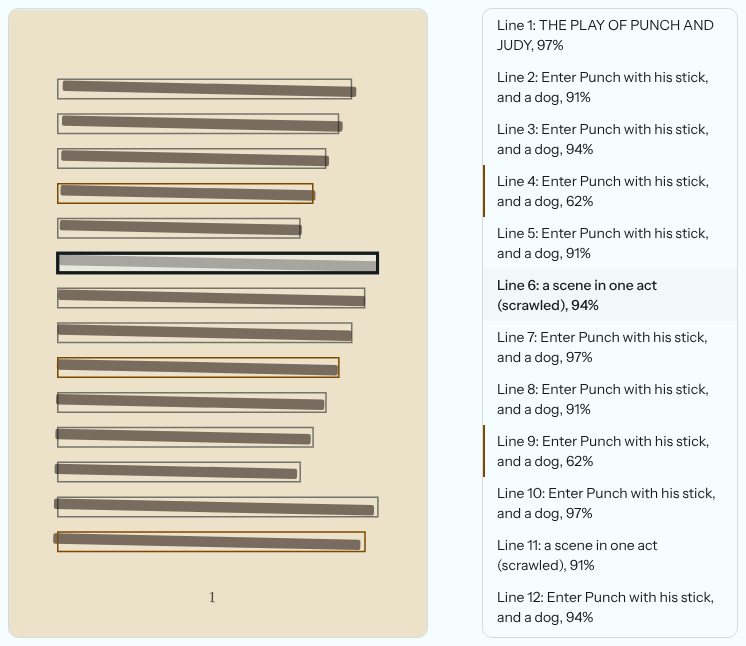 1
Line 1: THE PLAY OF PUNCH AND
JUDY, 97%
Line 2: Enter Punch with his stick,
and a dog, 91%
Line 3: Enter Punch with his stick,
and a dog, 94%
Line 4: Enter Punch with his stick,
and a dog, 62%
Line 5: Enter Punch with his stick,
and a dog, 91%
Line 6: a scene in one act
(scrawled), 94%
Line 7: Enter Punch with his stick,
and a dog, 97%
Line 8: Enter Punch with his stick,
and a dog, 91%
Line 9: Enter Punch with his stick,
and a dog, 62%
Line 10: Enter Punch with his stick,
and a dog, 97%
Line 11: a scene in one act
(scrawled), 91%
Line 12: Enter Punch with his stick,
and a dog, 94%